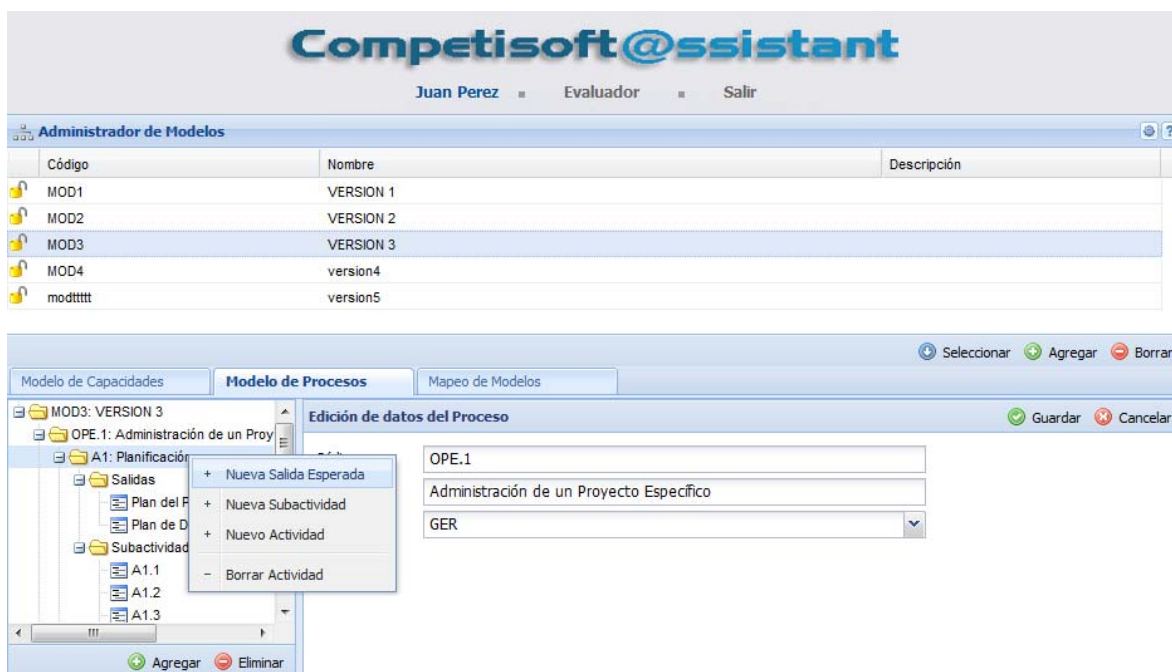 Competisoft@ssistant
Juan Perez Evaluador Salir
Administrador de Modelos
Código Nombre Descripción
MOD1 VERSION 1
MOD2 VERSION 2
MOD3 VERSION 3
MOD4 version4
modttttt version5
Seleccionar Agregar Borrar
Modelo de Capacidades Modelo de Procesos Mapeo de Modelos
MOD3: VERSION 3
OPE.1: Administración de un Proy
A1: Planificación
Salidas
Plan del P
Plan de D
Subactividad
A1.1
A1.2
A1.3
Agregar Eliminar
+ Nueva Salida Esperada
+ Nueva Subactividad
+ Nuevo Actividad
- Borrar Actividad
Edición de datos del Proceso Guardar Cancelar
OPE.1
Administración de un Proyecto Específico
GER